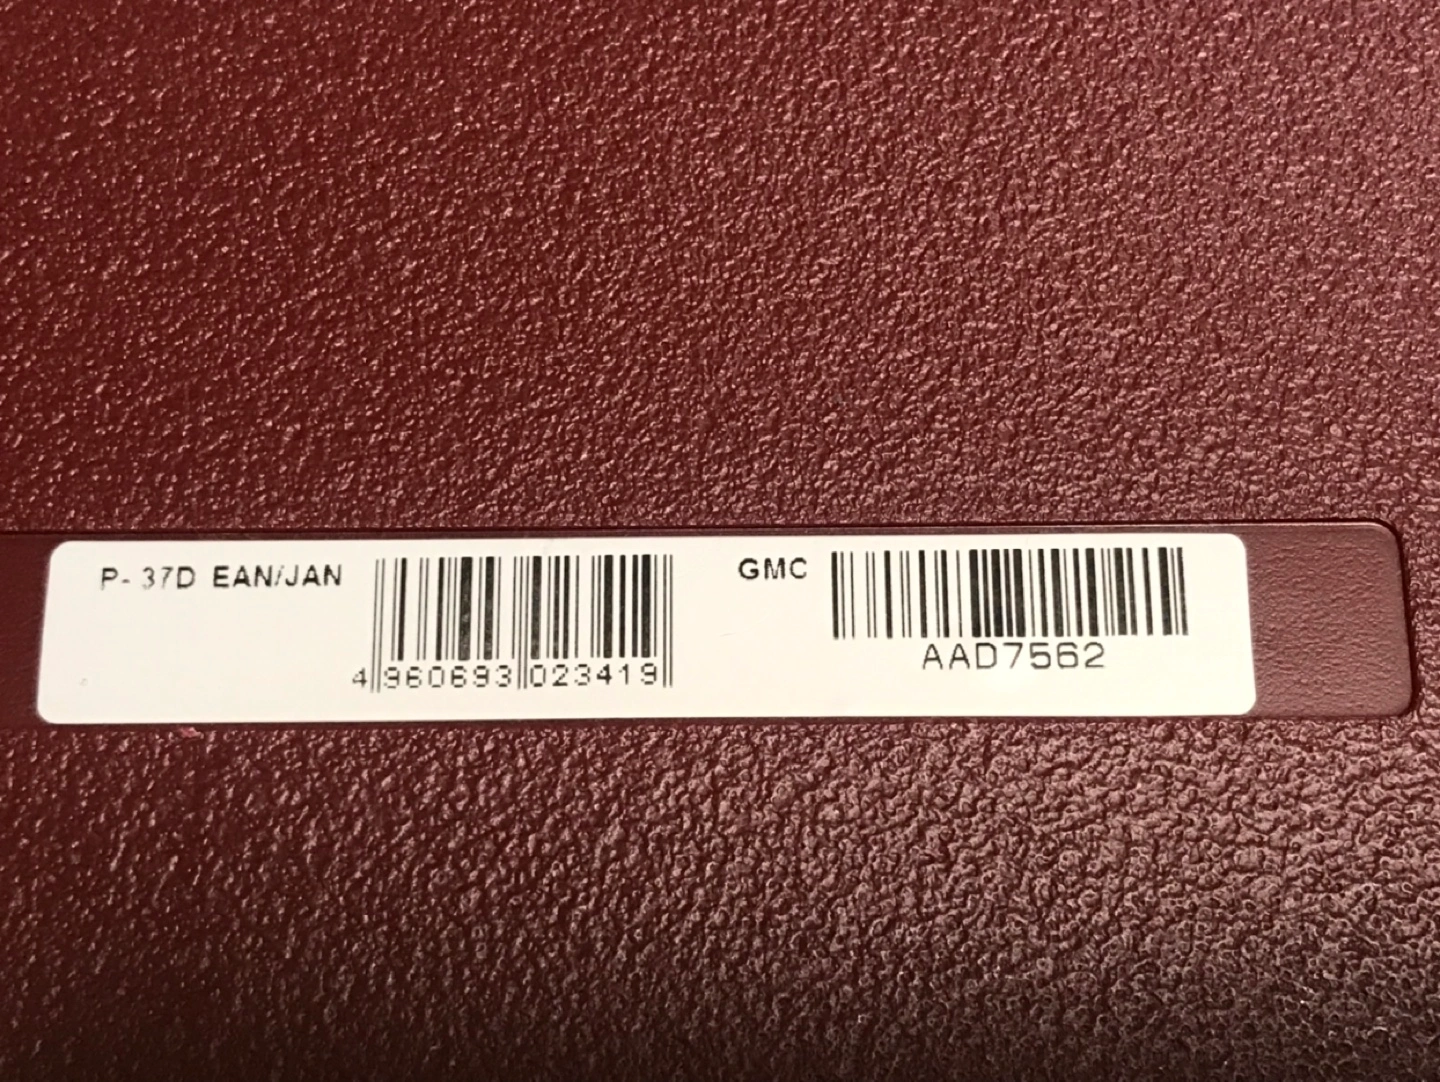 P- 37D EAN/JAN
4 960693 023419
GMC
AAD7562